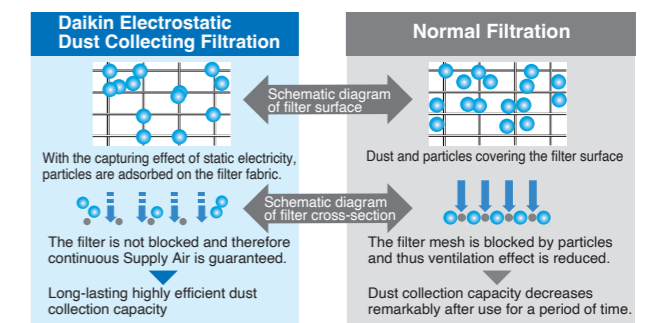 Daikin Electrostatic
Dust Collecting Filtration
Normal Filtration
Schematic diagram
of filter surface
With the capturing effect of static electricity,
particles are adsorbed on the filter fabric.
Dust and particles covering the filter surface
Schematic diagram
of filter cross-section
The filter is not blocked and therefore
continuous Supply Air is guaranteed.
The filter mesh is blocked by particles
and thus ventilation effect is reduced.
Long-lasting highly efficient dust
collection capacity
Dust collection capacity decreases
remarkably after use for a period of time.